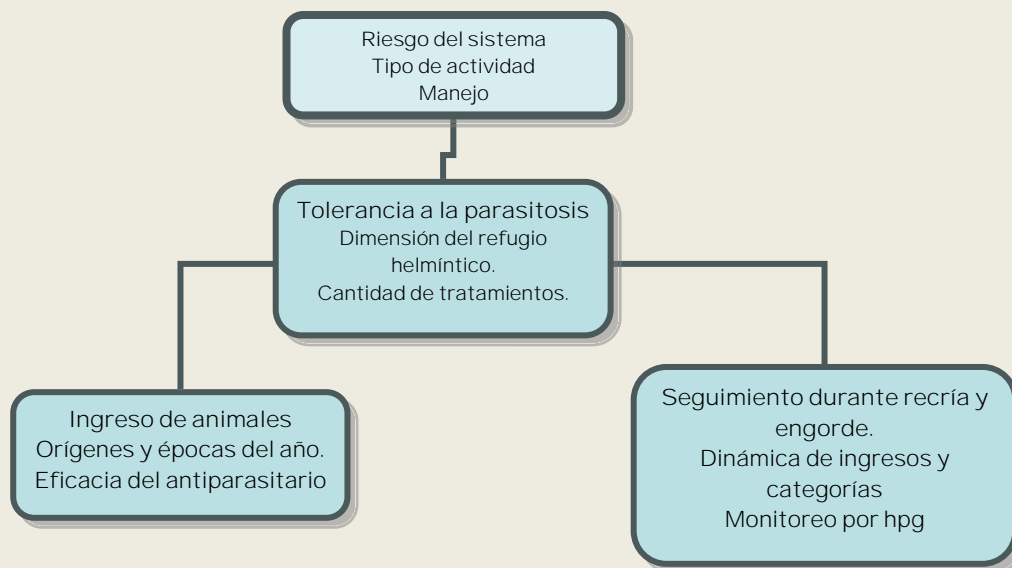 Riesgo del sistema
Tipo de actividad
Manejo
Tolerancia a la parasitosis
Dimensión del refugio
helmíntico.
Cantidad de tratamientos.
Ingreso de animales
Orígenes y épocas del año.
Eficacia del antiparasitario
Seguimiento durante recría y
engorde.
Dinámica de ingresos y
categorías
Monitoreo por hpg